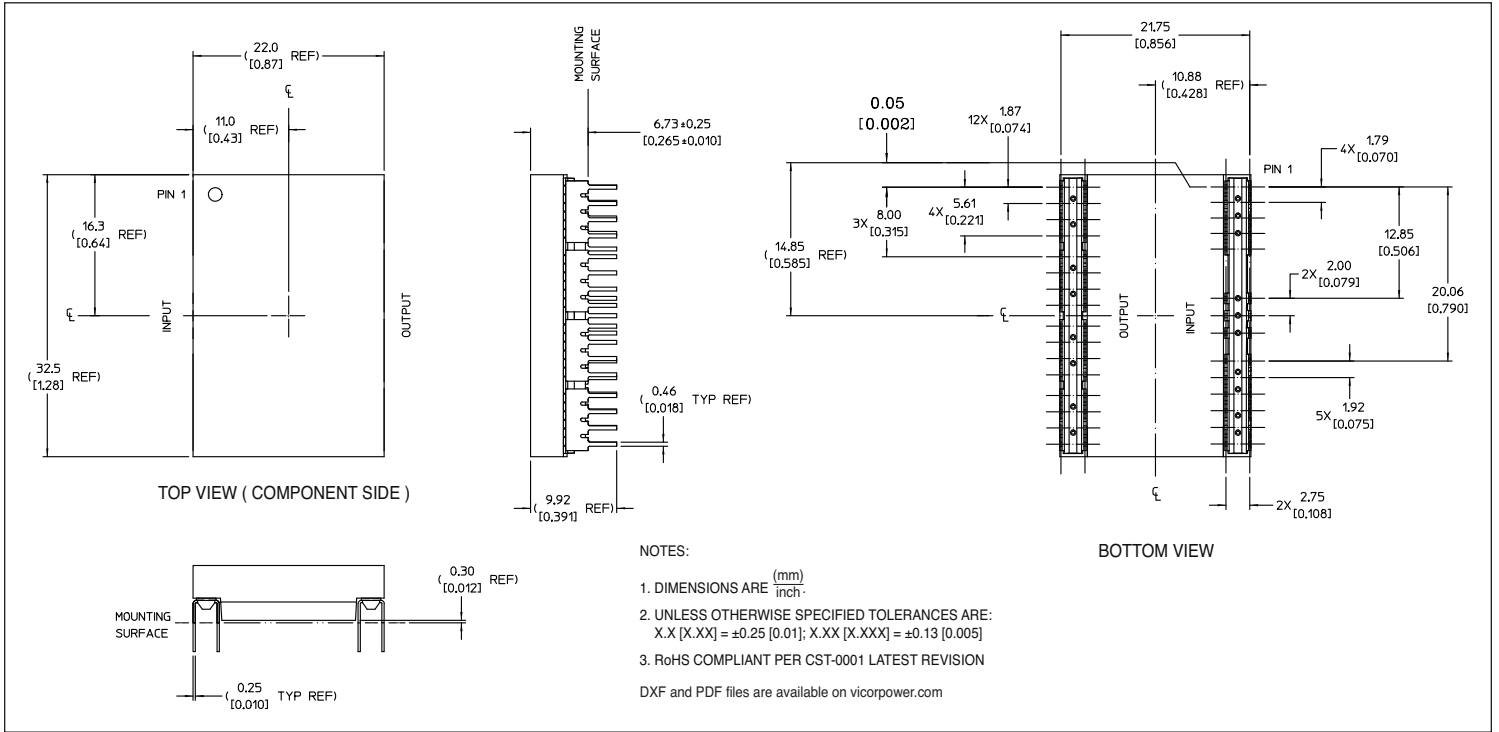 22.0
( REF)
[0.87]
℄
11.0
( REF)
[0.43]
PIN 1
16.3
( REF)
[0.64]
℄
INPUT
OUTPUT
32.5
( REF)
[1.28]
TOP VIEW ( COMPONENT SIDE )
MOUNTING
SURFACE
6.73±0.25
[0.265±0.010]
0.46
( TYP REF)
[0.018]
9.92
( REF)
[0.391]
21.75
[0.856]
10.88
( REF)
[0.428]
0.05
[0.002]
12X 1.87
[0.074]
4X 1.79
[0.070]
PIN 1
4X 5.61
[0.221]
3X 8.00
[0.315]
14.85
( REF)
[0.585]
12.85
[0.506]
2X 2.00
[0.079]
20.06
[0.790]
℄
OUTPUT
INPUT
5X 1.92
[0.075]
℄
2X 2.75
[0.108]
BOTTOM VIEW
0.30
( REF)
[0.012]
MOUNTING
SURFACE
0.25
( TYP REF)
[0.010]
NOTES:
1. DIMENSIONS ARE (mm)
inch.
2. UNLESS OTHERWISE SPECIFIED TOLERANCES ARE:
X.X [X.XX] = ±0.25 [0.01]; X.XX [X.XXX] = ±0.13 [0.005]
3. RoHS COMPLIANT PER CST-0001 LATEST REVISION
DXF and PDF files are available on vicorpower.com